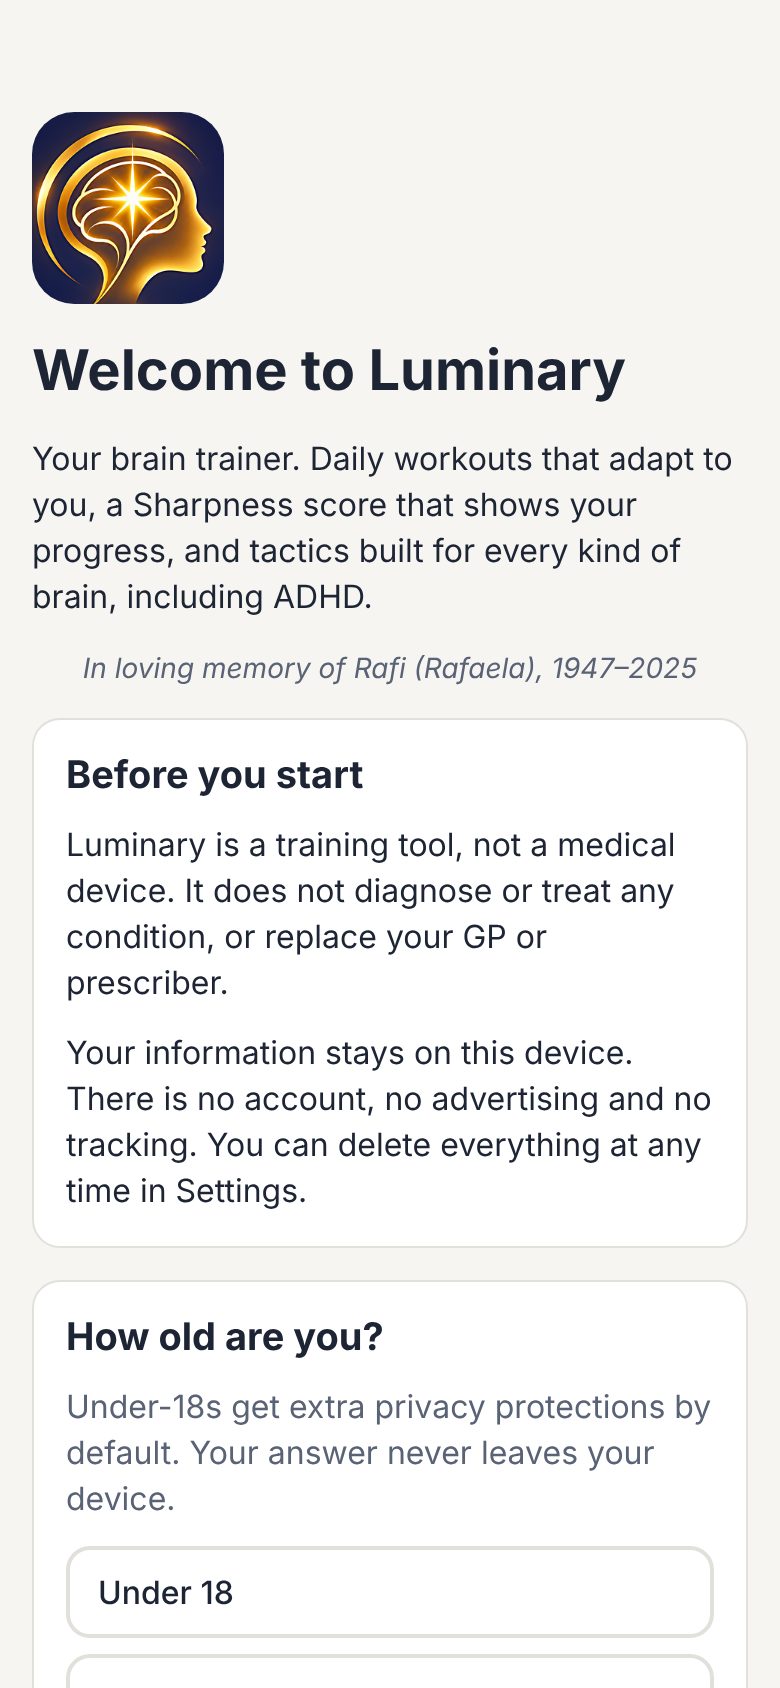 Welcome to Luminary
Your brain trainer. Daily workouts that adapt to
you, a Sharpness score that shows your
progress, and tactics built for every kind of
brain, including ADHD.
In loving memory of Rafi (Rafaela), 1947–2025
Before you start
Luminary is a training tool, not a medical
device. It does not diagnose or treat any
condition, or replace your GP or
prescriber.
Your information stays on this device.
There is no account, no advertising and no
tracking. You can delete everything at any
time in Settings.
How old are you?
Under-18s get extra privacy protections by
default. Your answer never leaves your
device.
Under 18